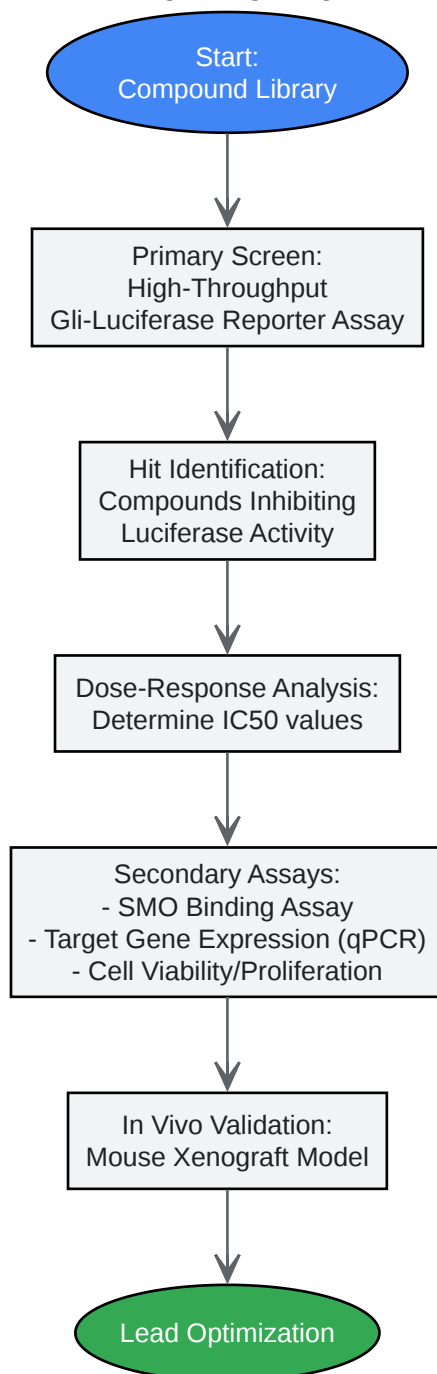 Start:
Compound Library
Primary Screen:
High-Throughput
Gli-Luciferase Reporter Assay
Hit Identification:
Compounds Inhibiting
Luciferase Activity
Dose-Response Analysis:
Determine IC50 values
Secondary Assays:
- SMO Binding Assay
- Target Gene Expression (qPCR)
- Cell Viability/Proliferation
In Vivo Validation:
Mouse Xenograft Model
Lead Optimization